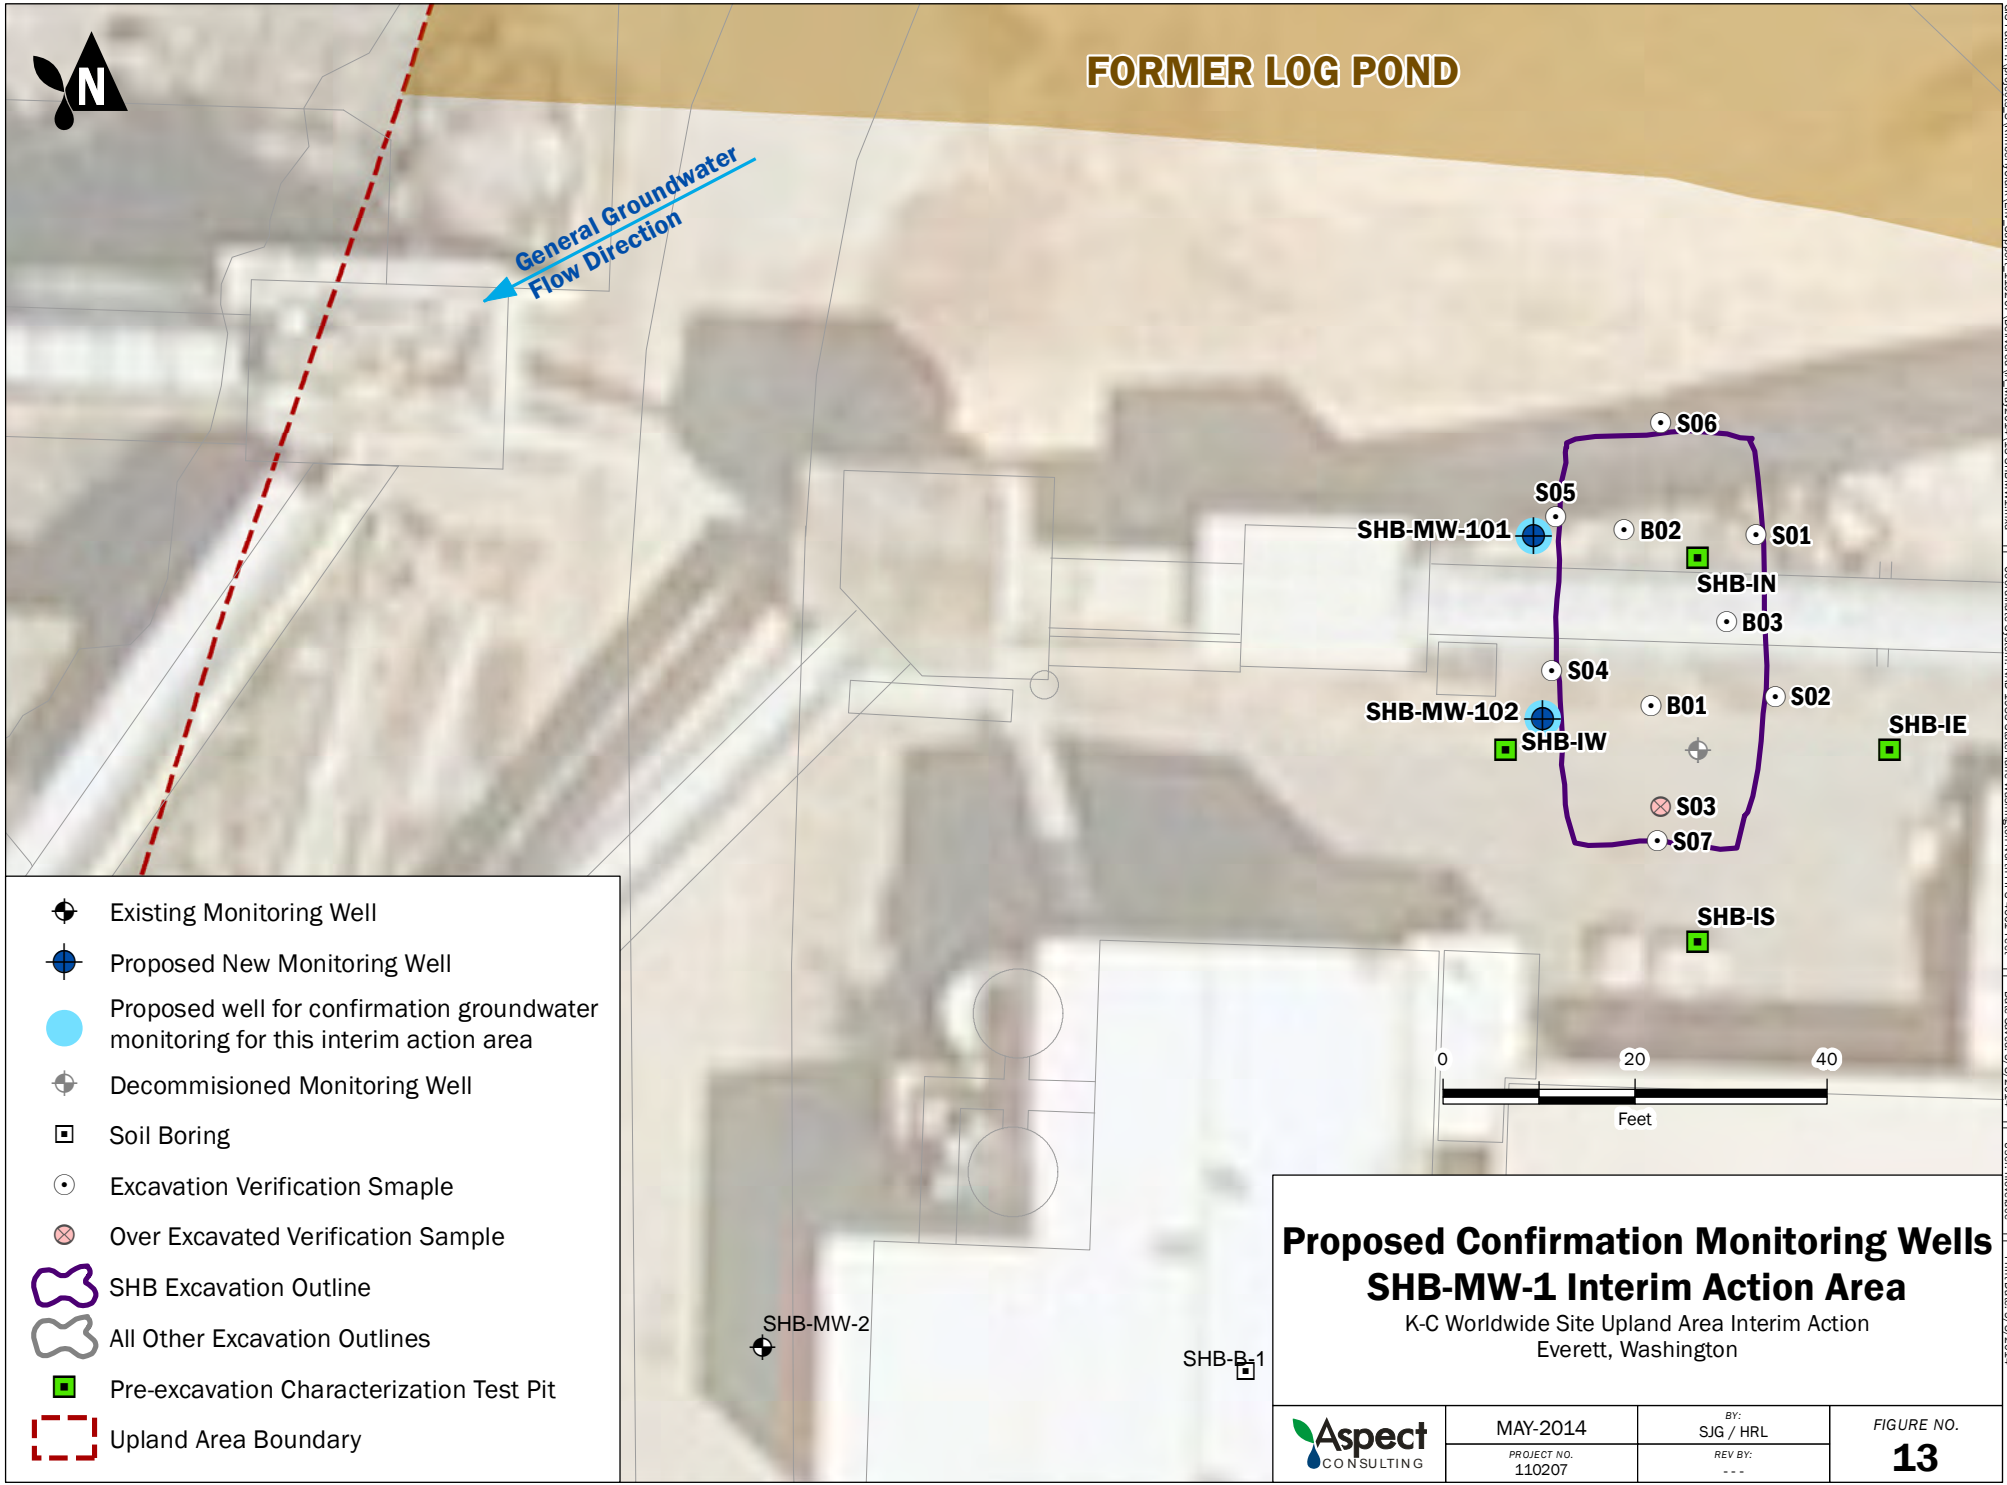 N
FORMER LOG POND
General Groundwater
Flow Direction
S06
S05
SHB-MW-101
B02
S01
SHB-IN
B03
S04
S02
SHB-MW-102
B01
SHB-IW
SHB-IE
S03
S07
SHB-IS
0 20 40
Feet
SHB-MW-2
SHB-B-1
Existing Monitoring Well
Proposed New Monitoring Well
Proposed well for confirmation groundwater
monitoring for this interim action area
Decommisioned Monitoring Well
Soil Boring
Excavation Verification Smaple
Over Excavated Verification Sample
SHB Excavation Outline
All Other Excavation Outlines
Pre-excavation Characterization Test Pit
Upland Area Boundary
Proposed Confirmation Monitoring Wells
SHB-MW-1 Interim Action Area
K-C Worldwide Site Upland Area Interim Action
Everett, Washington
Aspect
CONSULTING
MAY-2014
PROJECT NO.
110207
BY:
SJG / HRL
REV BY:
- - -
FIGURE NO.
13